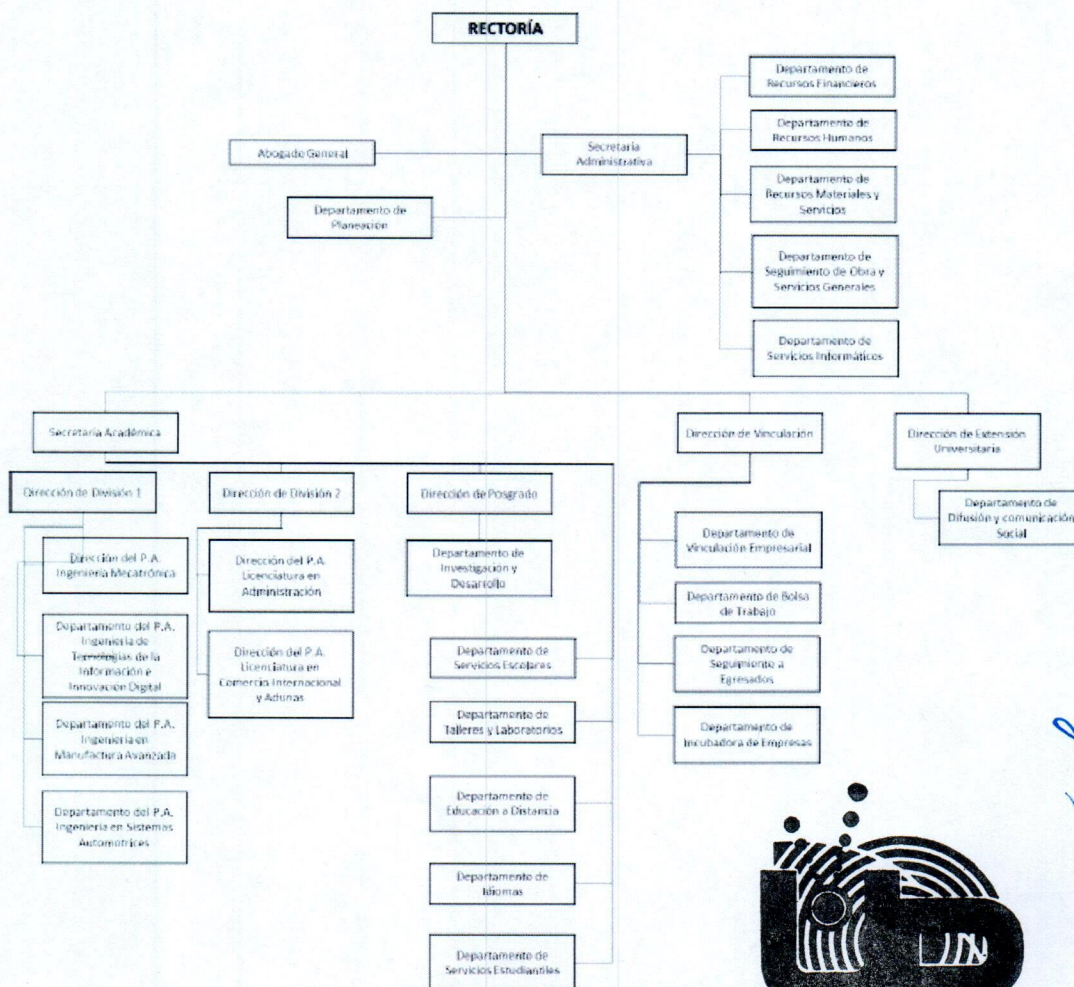 RECTORÍA
Departamento de
Recursos Financieros
Departamento de
Recursos Humanos
Abogado General
Secretaria
Administrativa
Departamento de
Recursos Materiales y
Servicios
Departamento de
Planeación
Departamento de
Seguimiento de Obra y
Servicios Generales
Departamento de
Servicios Informáticos
Secretaría Académica
Dirección de Vinculación
Dirección de Extensión
Universitaria
Dirección de División 1
Dirección de División 2
Dirección de Posgrado
Departamento de
Difusión y comunicación
Social
Dirección del P.A.
Ingeniería Mecatrónica
Departamento del P.A.
Ingeniería de
Tecnologías de la
Información e
Innovación Digital
Departamento del P.A.
Ingeniería en
Manufactura Avanzada
Departamento del P.A.
Ingeniería en Sistemas
Automotrices
Dirección del P.A.
Licenciatura en
Administración
Dirección del P.A.
Licenciatura en
Comercio Internacional
y Adunas
Departamento de
Investigación y
Desarrollo
Departamento de
Servicios Escolares
Departamento de
Talleres y Laboratorios
Departamento de
Educación a Distancia
Departamento de
Idiomas
Departamento de
Servicios Estudiantiles
Departamento de
Vinculación Empresarial
Departamento de Bolsa
de Trabajo
Departamento de
Seguimiento a
Egresados
Departamento de
Incubadora de Empresas